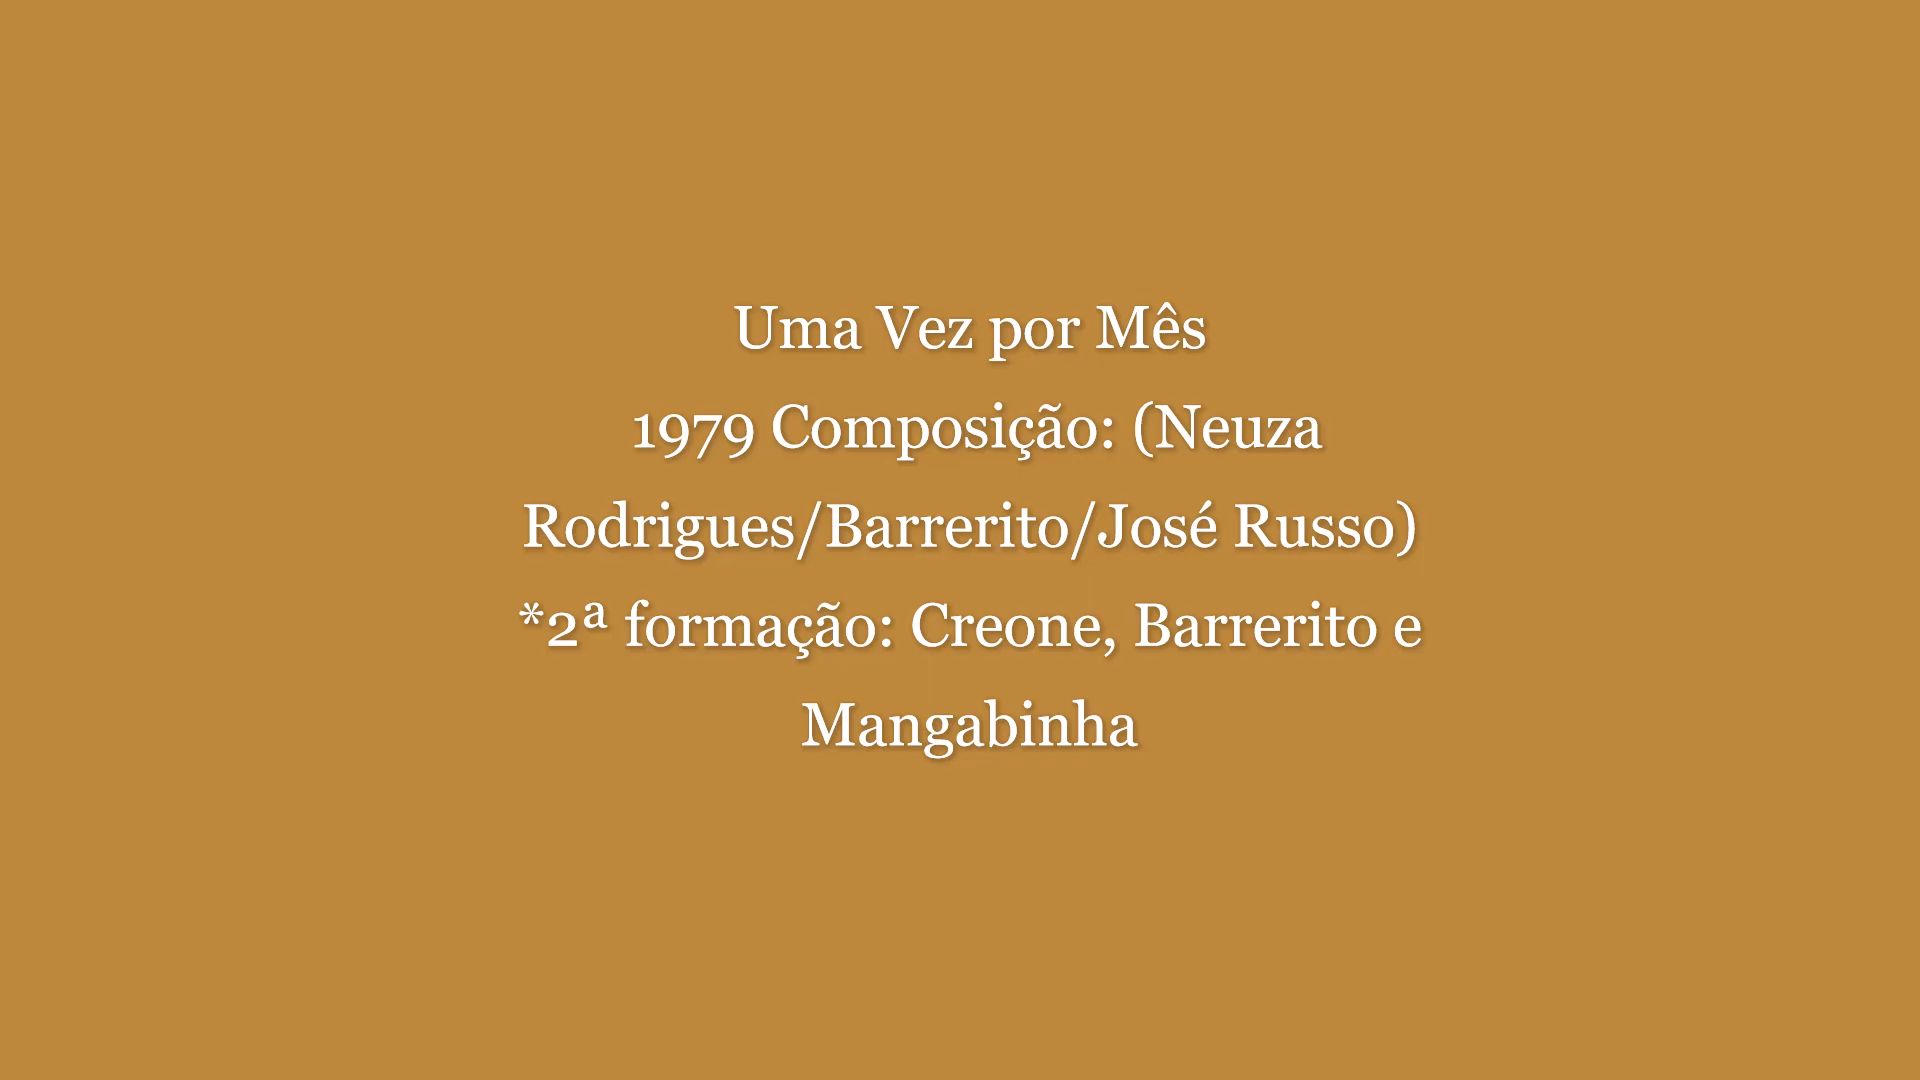 Uma Vez por Mês
1979 Composição: (Neuza
Rodrigues/Barrerito/José Russo)
*2ª formação: Creone, Barrerito e
Mangabinha